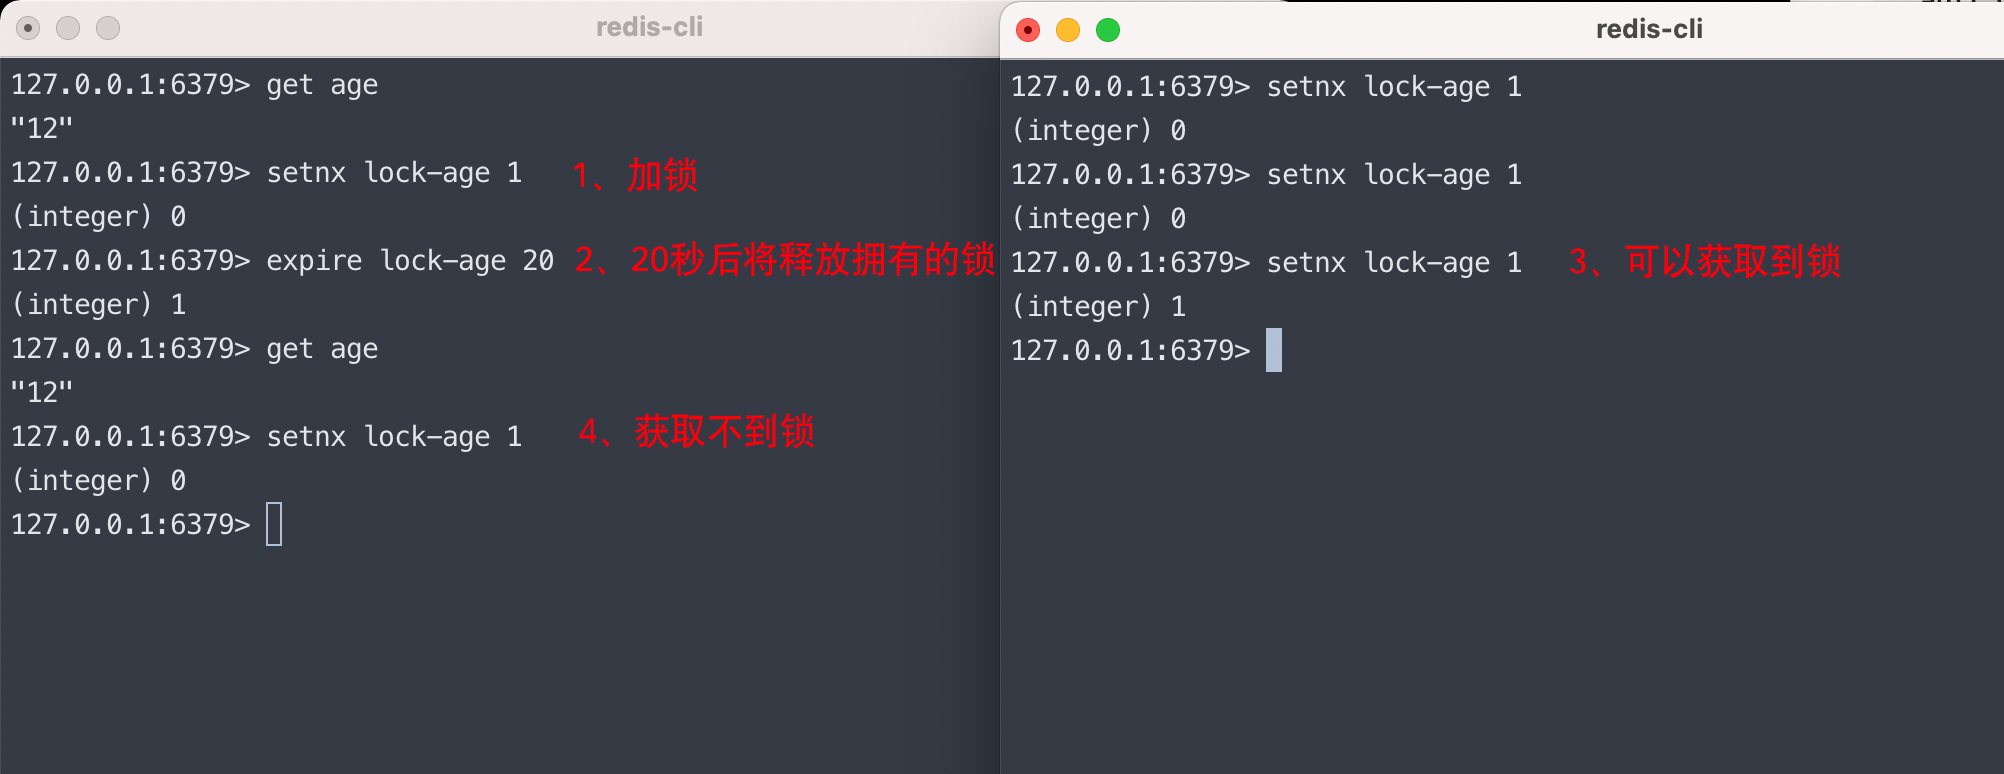 redis-cli
127.0.0.1:6379> get age
"12"
127.0.0.1:6379> setnx lock-age 1 1、加锁
(integer) 0
127.0.0.1:6379> expire lock-age 20 2、20秒后将释放拥有的锁
(integer) 1
127.0.0.1:6379> get age
"12"
127.0.0.1:6379> setnx lock-age 1 4、获取不到锁
(integer) 0
127.0.0.1:6379>
redis-cli
127.0.0.1:6379> setnx lock-age 1
(integer) 0
127.0.0.1:6379> setnx lock-age 1
(integer) 0
127.0.0.1:6379> setnx lock-age 1 3、可以获取到锁
(integer) 1
127.0.0.1:6379>